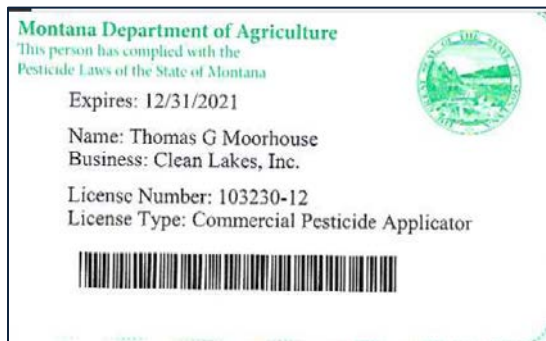 Montana Department of Agriculture
This person has complied with the
Pesticide Laws of the State of Montana
Expires: 12/31/2021
Name: Thomas G Moorhouse
Business: Clean Lakes, Inc.
License Number: 103230-12
License Type: Commercial Pesticide Applicator